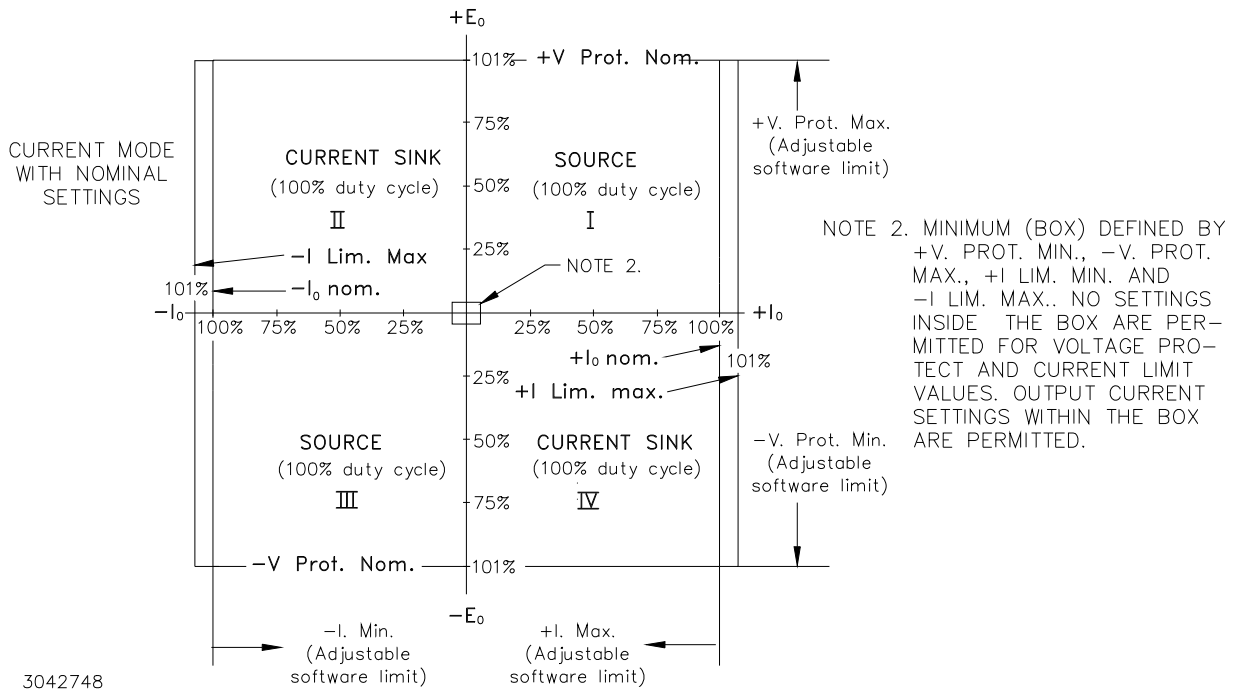 +E₀
101%
+V Prot. Nom.
75%
+V. Prot. Max.
(Adjustable
software limit)
CURRENT MODE
WITH NOMINAL
SETTINGS
CURRENT SINK
(100% duty cycle)
II
SOURCE
(100% duty cycle)
I
50%
NOTE 2. MINIMUM (BOX) DEFINED BY
+V. PROT. MIN., −V. PROT.
MAX., +I LIM. MIN. AND
−I LIM. MAX.. NO SETTINGS
INSIDE THE BOX ARE PER−
MITTED FOR VOLTAGE PRO−
TECT AND CURRENT LIMIT
VALUES. OUTPUT CURRENT
SETTINGS WITHIN THE BOX
ARE PERMITTED.
25%
−I Lim. Max
NOTE 2.
101%
−I₀ nom.
−I₀
100% 75% 50% 25%
25% 50% 75% 100%
+I₀
+I₀ nom.
101%
25%
+I Lim. max.
SOURCE
(100% duty cycle)
III
50%
CURRENT SINK
(100% duty cycle)
IV
−V. Prot. Min.
(Adjustable
software limit)
75%
−V Prot. Nom.
101%
−E₀
−I. Min.
(Adjustable
software limit)
+I. Max.
(Adjustable
software limit)
3042748